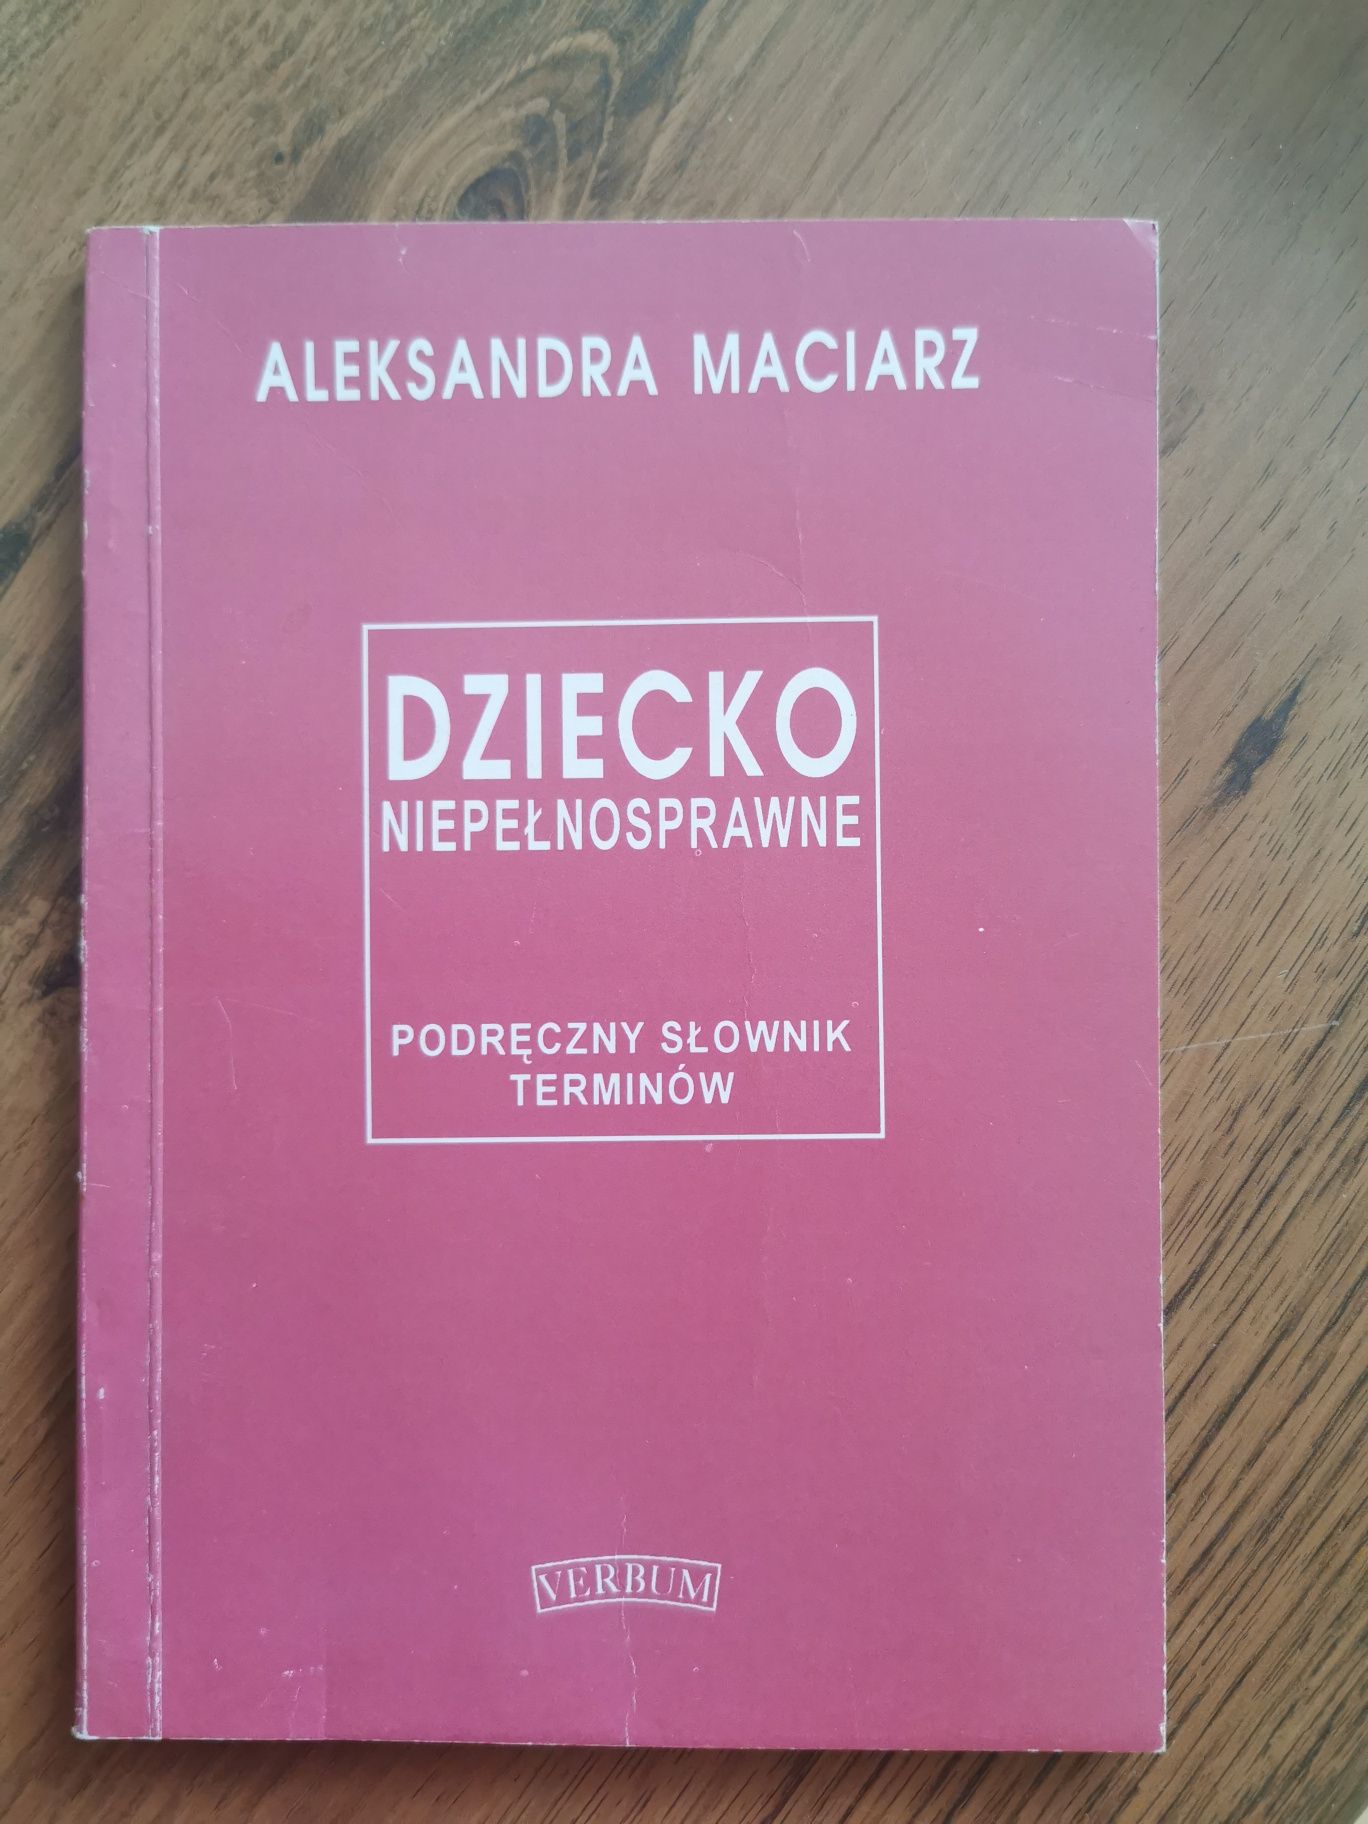 ALEKSANDRA MACIARZ
DZIECKO
NIEPEŁNOSPRAWNE
PODRĘCZNY SŁOWNIK
TERMINÓW
VERBUM